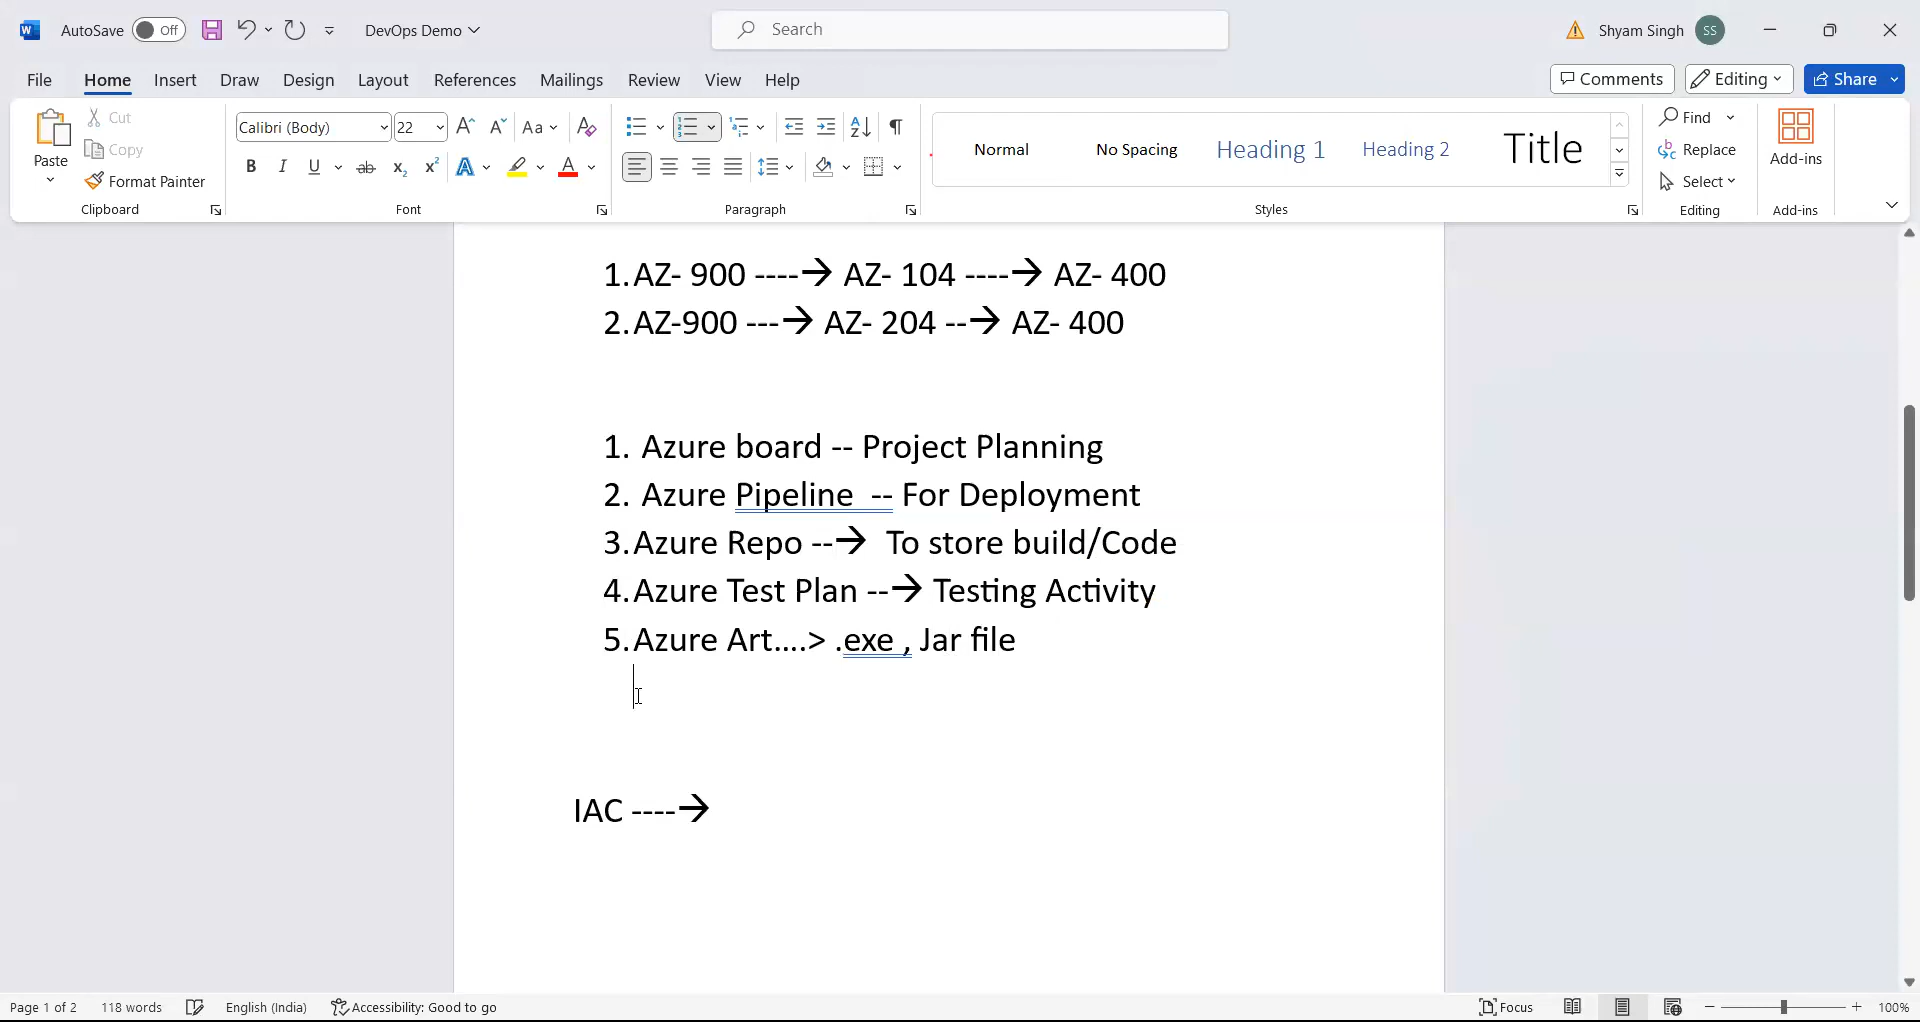 AutoSave Off DevOps Demo Search Shyam Singh SS
File Home Insert Draw Design Layout References Mailings Review View Help Comments Editing Share
Paste Cut Copy Format Painter
Calibri (Body) 22
Normal No Spacing Heading 1 Heading 2 Title
Find Replace Select Add-ins
Clipboard Font Paragraph Styles Editing Add-ins
1. AZ- 900 ----→ AZ- 104 ----→ AZ- 400
2. AZ-900 ---→ AZ- 204 --→ AZ- 400
1. Azure board -- Project Planning
2. Azure Pipeline -- For Deployment
3. Azure Repo --→ To store build/Code
4. Azure Test Plan --→ Testing Activity
5. Azure Art....> .exe , Jar file
IAC ----→
Page 1 of 2 118 words English (India) Accessibility: Good to go Focus 100%